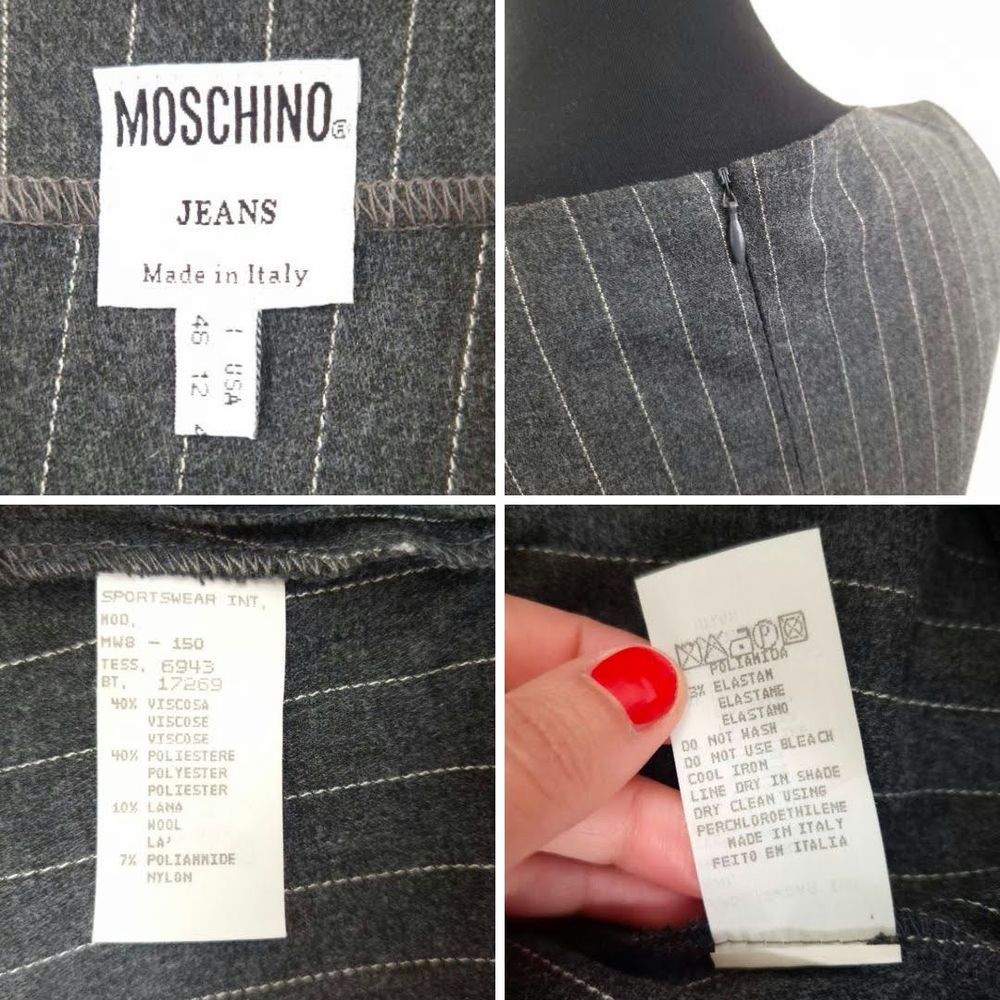 MOSCHINO®
JEANS
Made in Italy
I USA
46 12
SPORTSWEAR INT.
MOD.
MW8 - 150
TESS. 6943
BT. 17269
40% VISCOSA
VISCOSE
VISCOSE
40% POLIESTERE
POLYESTER
POLIESTER
10% LANA
WOOL
LA'
7% POLIAMMIDE
NYLON
POLIAMIDA
3% ELASTAM
ELASTANE
ELASTANO
DO NOT WASH
DO NOT USE BLEACH
COOL IRON
LINE DRY IN SHADE
DRY CLEAN USING
PERCHLOROETHILENE
MADE IN ITALY
FEITO EM ITALIA